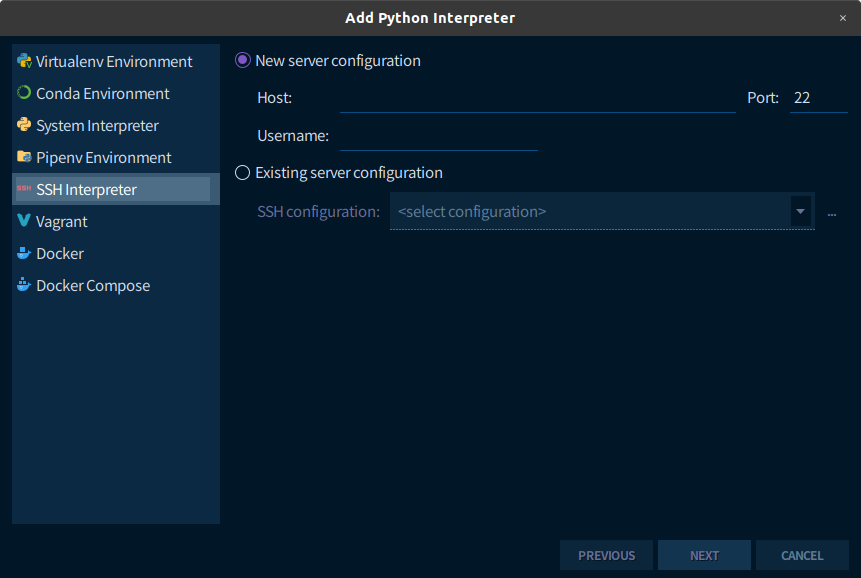 Add Python Interpreter
×
Virtualenv Environment
Conda Environment
System Interpreter
Pipenv Environment
SSH SSH Interpreter
Vagrant
Docker
Docker Compose
New server configuration
Host:
Port: 22
Username:
Existing server configuration
SSH configuration: <select configuration> ...
PREVIOUS NEXT CANCEL